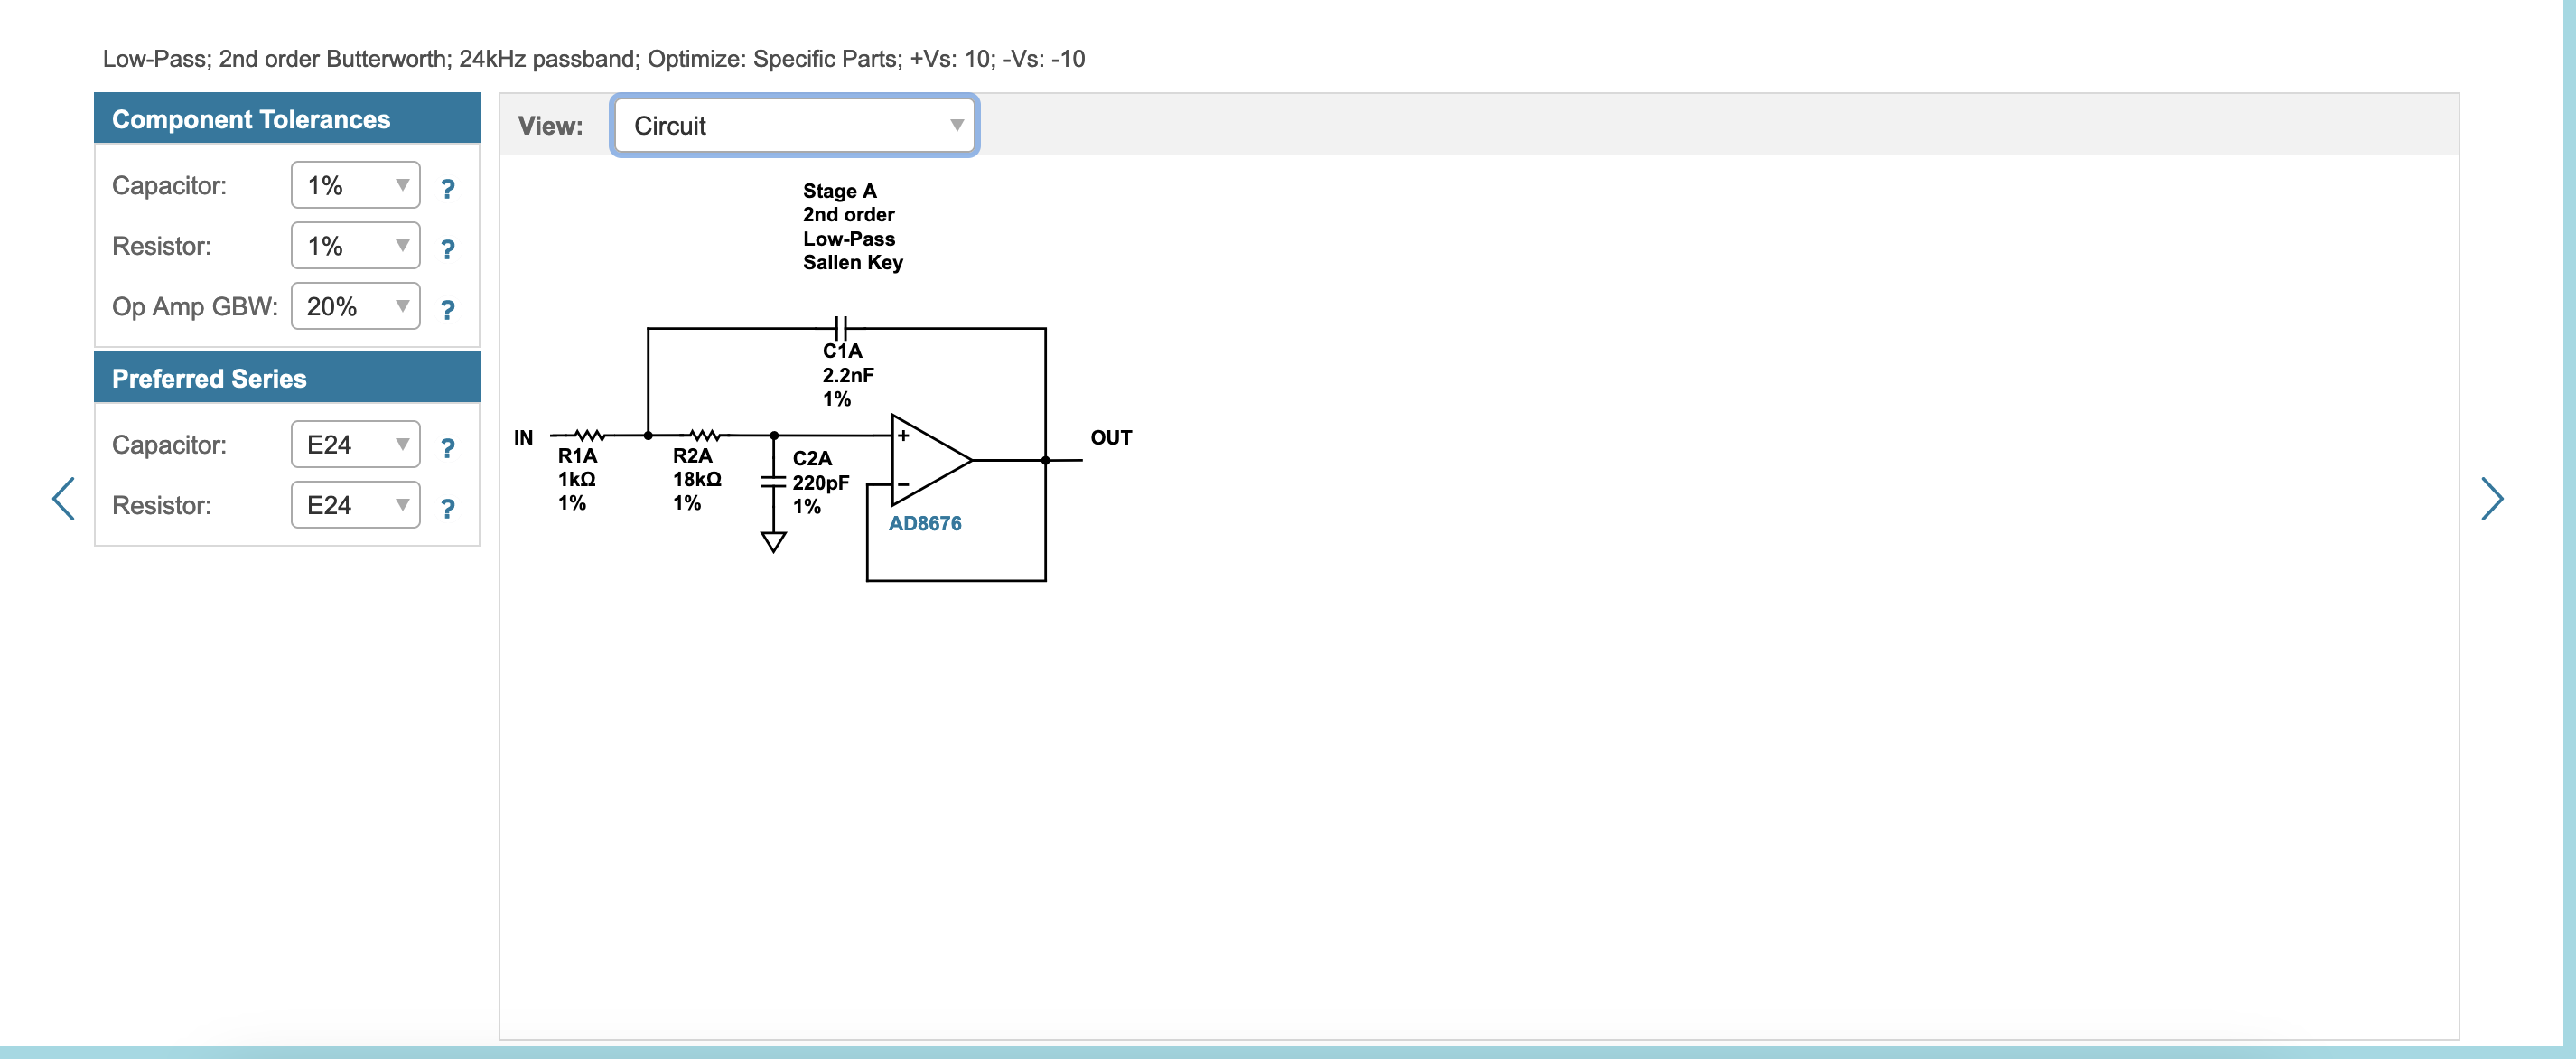 Low-Pass; 2nd order Butterworth; 24kHz passband; Optimize: Specific Parts; +Vs: 10; -Vs: -10
Component Tolerances
Capacitor: 1% ?
Resistor: 1% ?
Op Amp GBW: 20% ?
Preferred Series
Capacitor: E24 ?
Resistor: E24 ?
View: Circuit
Stage A
2nd order
Low-Pass
Sallen Key
C1A
2.2nF
1%
IN
R1A
1kΩ
1%
R2A
18kΩ
1%
C2A
220pF
1%
+
−
AD8676
OUT